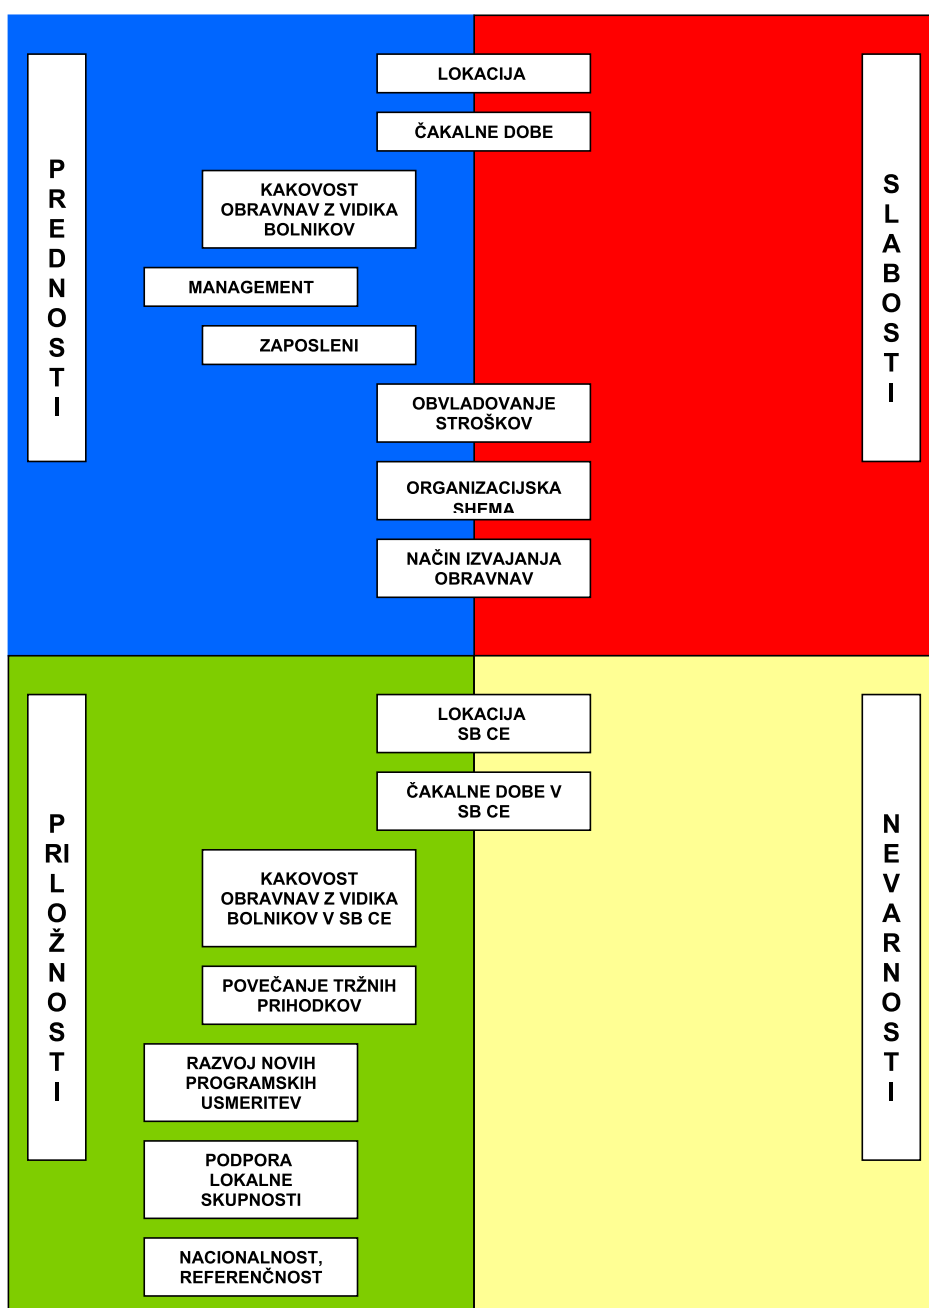 P
R
E
D
N
O
S
T
I
S
L
A
B
O
S
T
I
LOKACIJA
ČAKALNE DOBE
KAKOVOST
OBRAVNAV Z VIDIKA
BOLNIKOV
MANAGEMENT
ZAPOSLENI
OBVLADOVANJE
STROŠKOV
ORGANIZACIJSKA
SHEMA
NAČIN IZVAJANJA
OBRAVNAV
P
RI
L
O
Ž
N
O
S
T
I
N
E
V
A
R
N
O
S
T
I
LOKACIJA
SB CE
ČAKALNE DOBE V
SB CE
KAKOVOST
OBRAVNAV Z VIDIKA
BOLNIKOV V SB CE
POVEČANJE TRŽNIH
PRIHODKOV
RAZVOJ NOVIH
PROGRAMSKIH
USMERITEV
PODPORA
LOKALNE
SKUPNOSTI
NACIONALNOST,
REFERENČNOST